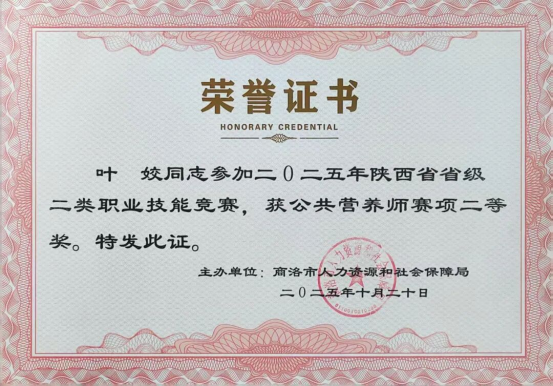 荣誉证书
HONORARY CREDENTIAL
叶 姣同志参加二〇二五年陕西省省级
二类职业技能竞赛，获公共营养师赛项二等
奖。特发此证。
主办单位：商洛市人力资源和社会保障局
二〇二五年十月二十日